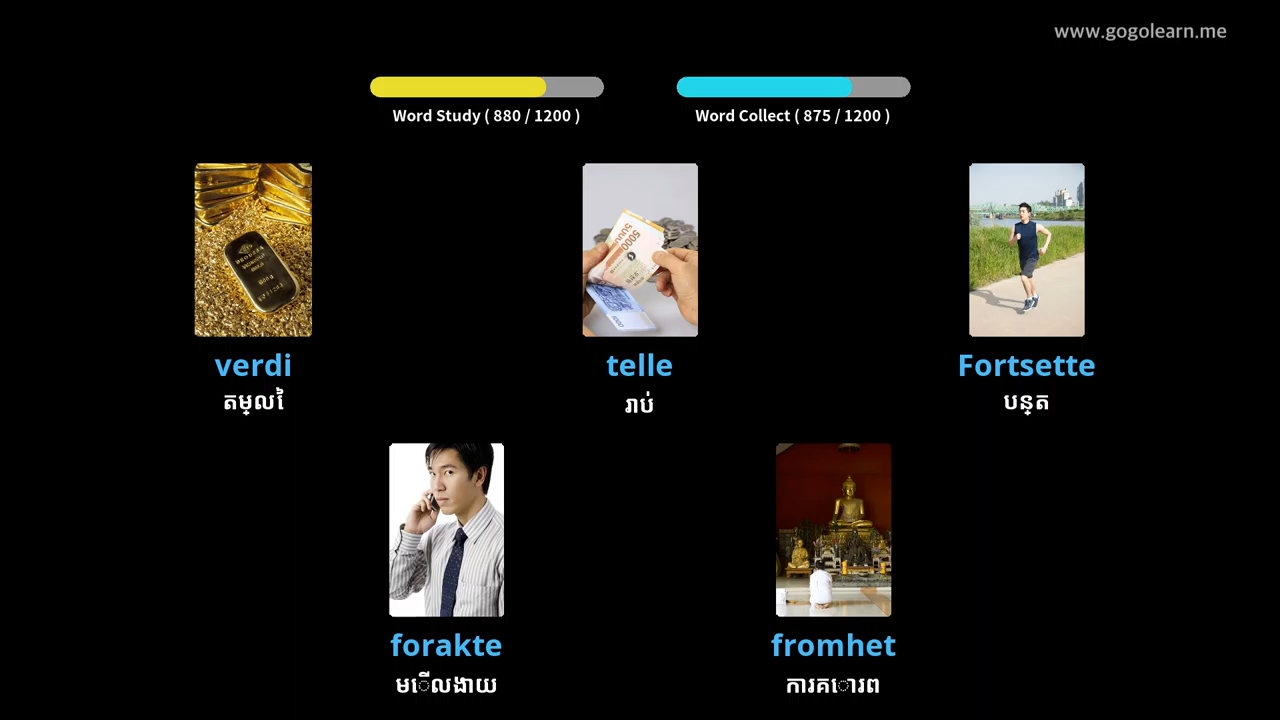 www.gogolearn.me
Word Study ( 880 / 1200 )
Word Collect ( 875 / 1200 )
verdi
telle
Fortsette
តម្លៃ
រាប់
បន្ត
forakte
fromhet
មើលងាយ
ការគោរព